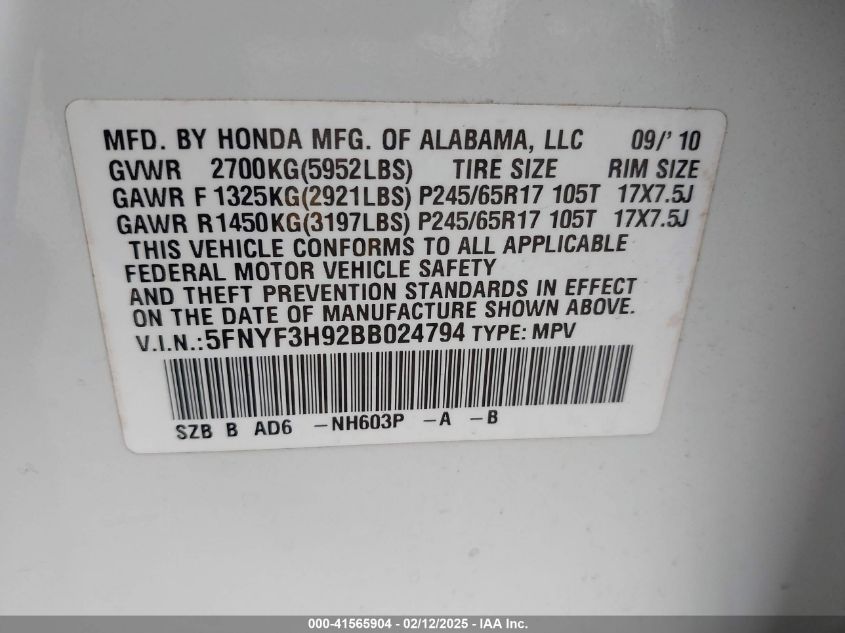 MFD. BY HONDA MFG. OF ALABAMA, LLC 09/' 10
GVWR 2700KG(5952LBS) TIRE SIZE RIM SIZE
GAWR F 1325KG(2921LBS) P245/65R17 105T 17X7.5J
GAWR R1450KG(3197LBS) P245/65R17 105T 17X7.5J
THIS VEHICLE CONFORMS TO ALL APPLICABLE
FEDERAL MOTOR VEHICLE SAFETY
AND THEFT PREVENTION STANDARDS IN EFFECT
ON THE DATE OF MANUFACTURE SHOWN ABOVE.
V.I.N.:5FNYF3H92BB024794 TYPE: MPV
SZB B AD6 -NH603P -A -B
000-41565904 - 02/12/2025 - IAA Inc.